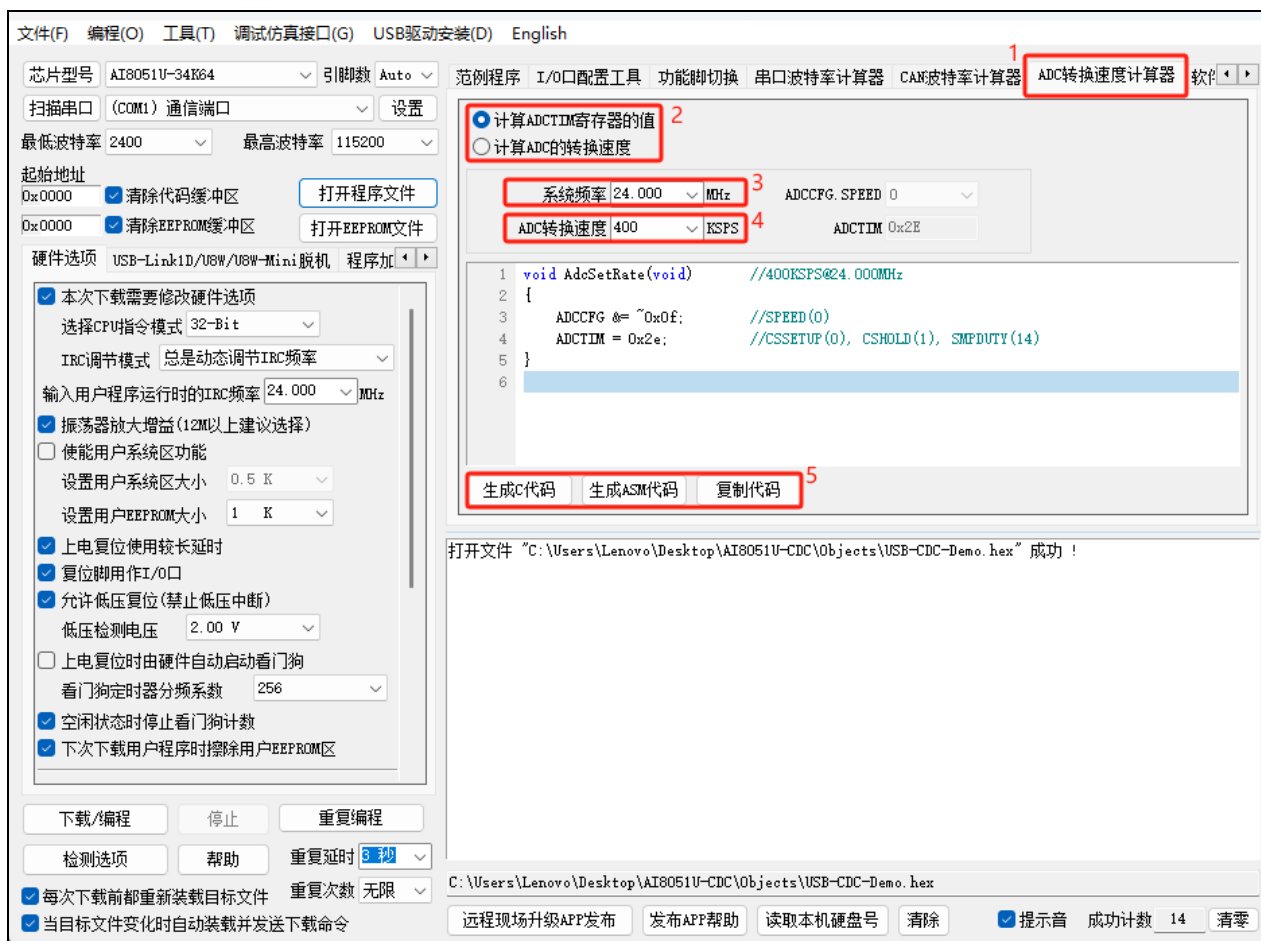 文件(F) 编程(O) 工具(T) 调试仿真接口(G) USB驱动安装(D) English
芯片型号 AI8051U-34K64 引脚数 Auto
扫描串口 (COM1) 通信端口 设置
最低波特率 2400 最高波特率 115200
起始地址
0x0000 清除代码缓冲区 打开程序文件
0x0000 清除EEPROM缓冲区 打开EEPROM文件
硬件选项 USB-Link1D/U8W/U8W-Mini脱机 程序加
本次下载需要修改硬件选项
选择CPU指令模式 32-Bit
IRC调节模式 总是动态调节IRC频率
输入用户程序运行时的IRC频率 24.000 MHz
振荡器放大增益(12M以上建议选择)
使能用户系统区功能
设置用户系统区大小 0.5 K
设置用户EEPROM大小 1 K
上电复位使用较长延时
复位脚用作I/O口
允许低压复位(禁止低压中断)
低压检测电压 2.00 V
上电复位时由硬件自动启动看门狗
看门狗定时器分频系数 256
空闲状态时停止看门狗计数
下次下载用户程序时擦除用户EEPROM区
下载/编程 停止 重复编程
检测选项 帮助 重复延时 3 秒
每次下载前都重新装载目标文件 重复次数 无限
当目标文件变化时自动装载并发送下载命令
1
范例程序 I/O口配置工具 功能脚切换 串口波特率计算器 CAN波特率计算器 ADC转换速度计算器 软件
计算ADCTIM寄存器的值 2
计算ADC的转换速度
系统频率 24.000 MHz 3 ADCCFG.SPEED 0
ADC转换速度 400 KSPS 4 ADCTIM 0x2E
1 void AdcSetRate(void) //400KSPS@24.000MHz
2 {
3 ADCCFG &= ~0x0f; //SPEED(0)
4 ADCTIM = 0x2e; //CSSETUP(0), CSHOLD(1), SMPDUTY(14)
5 }
6
生成C代码 生成ASM代码 复制代码 5
打开文件 "C:\Users\Lenovo\Desktop\AI8051U-CDC\Objects\USB-CDC-Demo.hex" 成功 !
C:\Users\Lenovo\Desktop\AI8051U-CDC\Objects\USB-CDC-Demo.hex
远程现场升级APP发布 发布APP帮助 读取本机硬盘号 清除 提示音 成功计数 14 清零